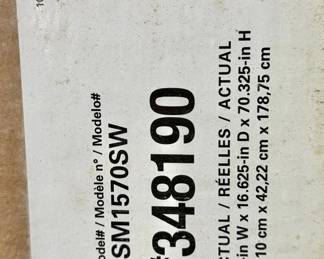 odel# / Modèle n° / Modelo#
SM1570SW
#348190
CTUAL / RÉELLES / ACTUAL
-in W x 16.625-in D x 70.325-in H
10 cm x 42,22 cm x 178,75 cm